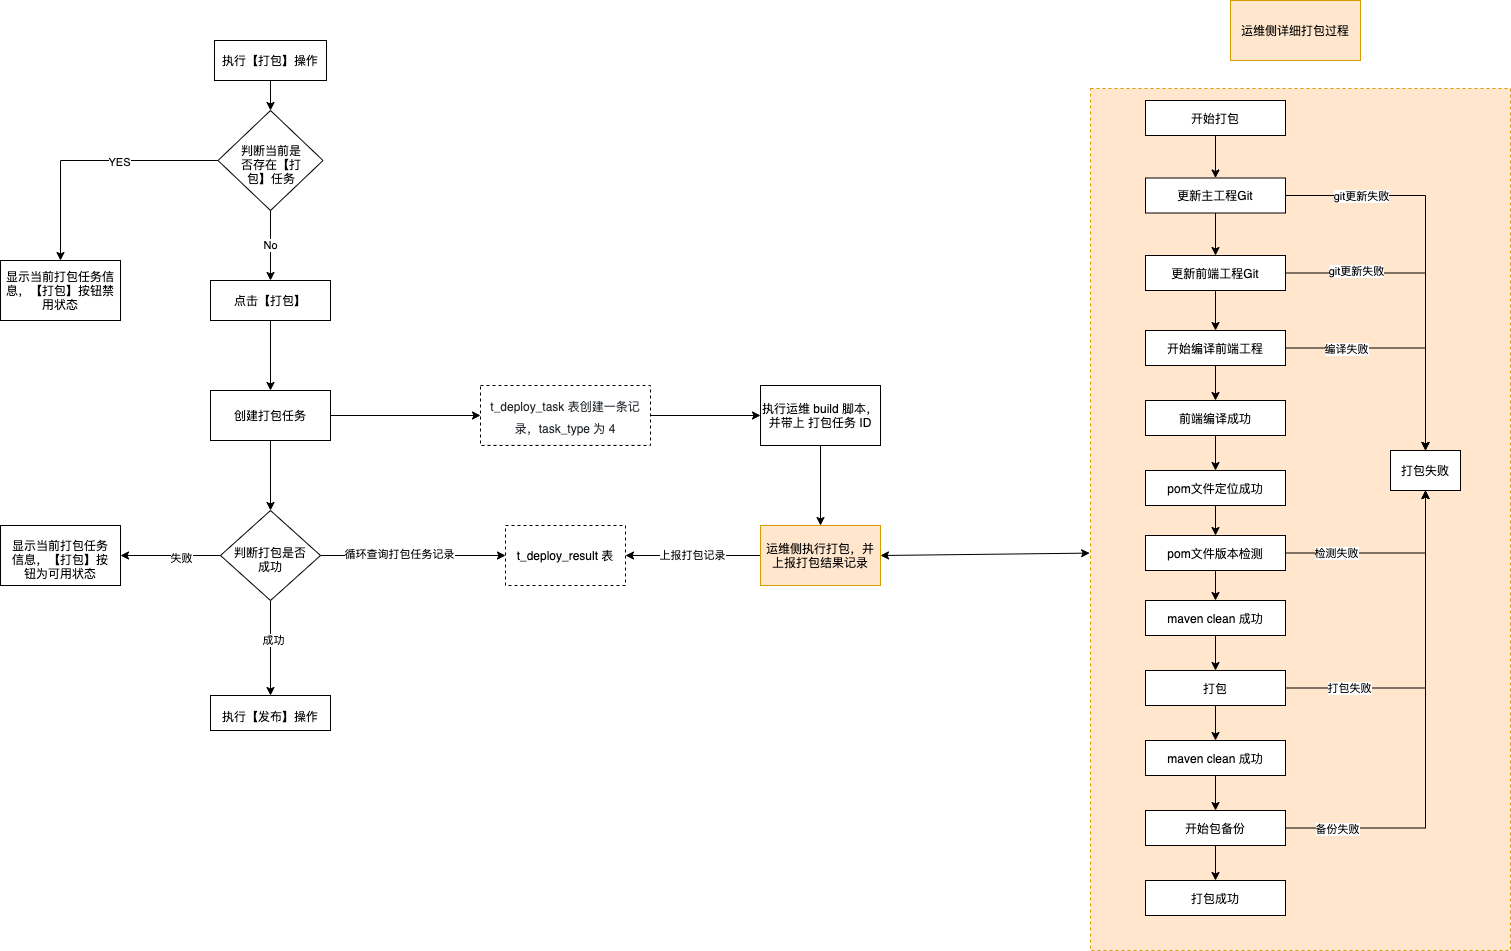 运维侧详细打包过程
执行【打包】操作
判断当前是
否存在【打
包】任务
YES
No
显示当前打包任务信
息，【打包】按钮禁
用状态
点击【打包】
创建打包任务
t_deploy_task 表创建一条记
录，task_type 为 4
执行运维 build 脚本，
并带上 打包任务 ID
判断打包是否
成功
失败
显示当前打包任务
信息，【打包】按
钮为可用状态
循环查询打包任务记录
t_deploy_result 表
上报打包记录
运维侧执行打包，并
上报打包结果记录
成功
执行【发布】操作
开始打包
更新主工程Git
git更新失败
更新前端工程Git
git更新失败
开始编译前端工程
编译失败
前端编译成功
打包失败
pom文件定位成功
pom文件版本检测
检测失败
maven clean 成功
打包
打包失败
maven clean 成功
开始包备份
备份失败
打包成功